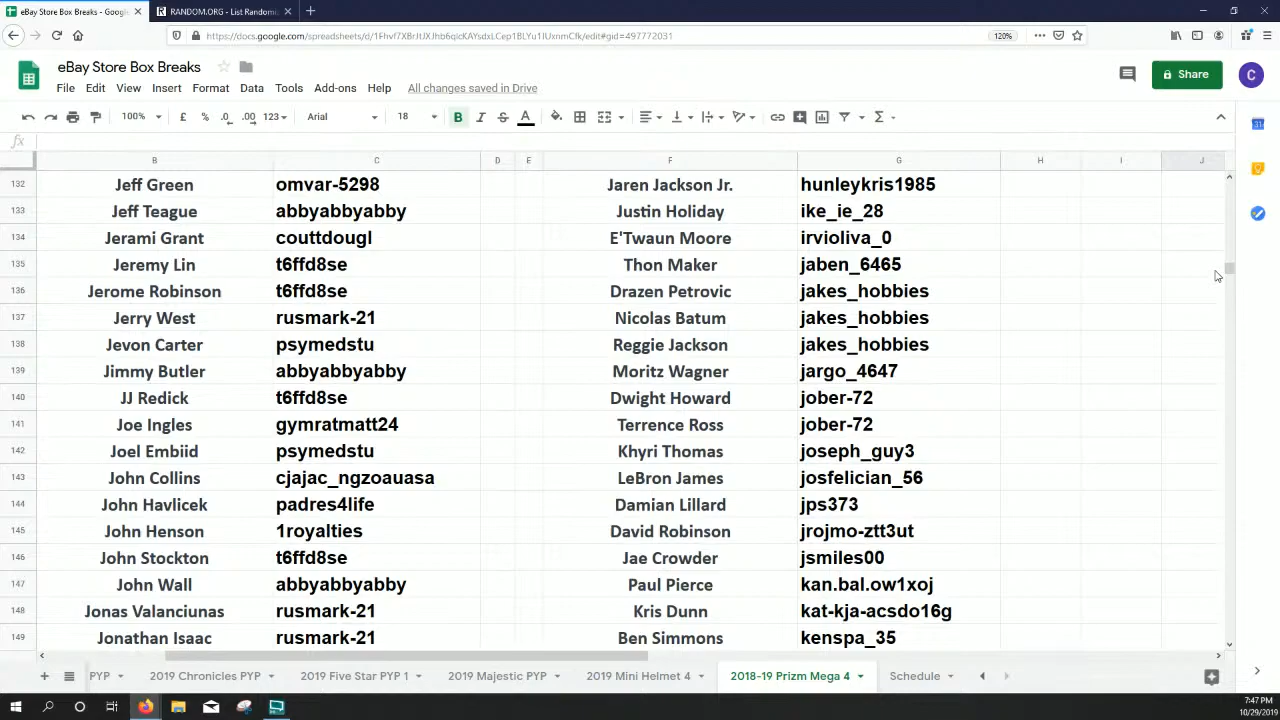 eBay Store Box Breaks - Googl
RANDOM.ORG - List Randomi
120%
eBay Store Box Breaks
File Edit View Insert Format Data Tools Add-ons Help All changes saved in Drive
Share
C
100% £ % .0 .00 123 Arial 18 B I S A
fx
B C D E F G H I J
132 Jeff Green omvar-5298 Jaren Jackson Jr. hunleykris1985
133 Jeff Teague abbyabbyabby Justin Holiday ike_ie_28
134 Jerami Grant couttdougl E'Twaun Moore irvioliva_0
135 Jeremy Lin t6ffd8se Thon Maker jaben_6465
136 Jerome Robinson t6ffd8se Drazen Petrovic jakes_hobbies
137 Jerry West rusmark-21 Nicolas Batum jakes_hobbies
138 Jevon Carter psymedstu Reggie Jackson jakes_hobbies
139 Jimmy Butler abbyabbyabby Moritz Wagner jargo_4647
140 JJ Redick t6ffd8se Dwight Howard jober-72
141 Joe Ingles gymratmatt24 Terrence Ross jober-72
142 Joel Embiid psymedstu Khyri Thomas joseph_guy3
143 John Collins cjajac_ngzoauasa LeBron James josfelician_56
144 John Havlicek padres4life Damian Lillard jps373
145 John Henson 1royalties David Robinson jrojmo-ztt3ut
146 John Stockton t6ffd8se Jae Crowder jsmiles00
147 John Wall abbyabbyabby Paul Pierce kan.bal.ow1xoj
148 Jonas Valanciunas rusmark-21 Kris Dunn kat-kja-acsdo16g
149 Jonathan Isaac rusmark-21 Ben Simmons kenspa_35
PYP 2019 Chronicles PYP 2019 Five Star PYP 1 2019 Majestic PYP 2019 Mini Helmet 4 2018-19 Prizm Mega 4 Schedule
7:47 PM
10/29/2019